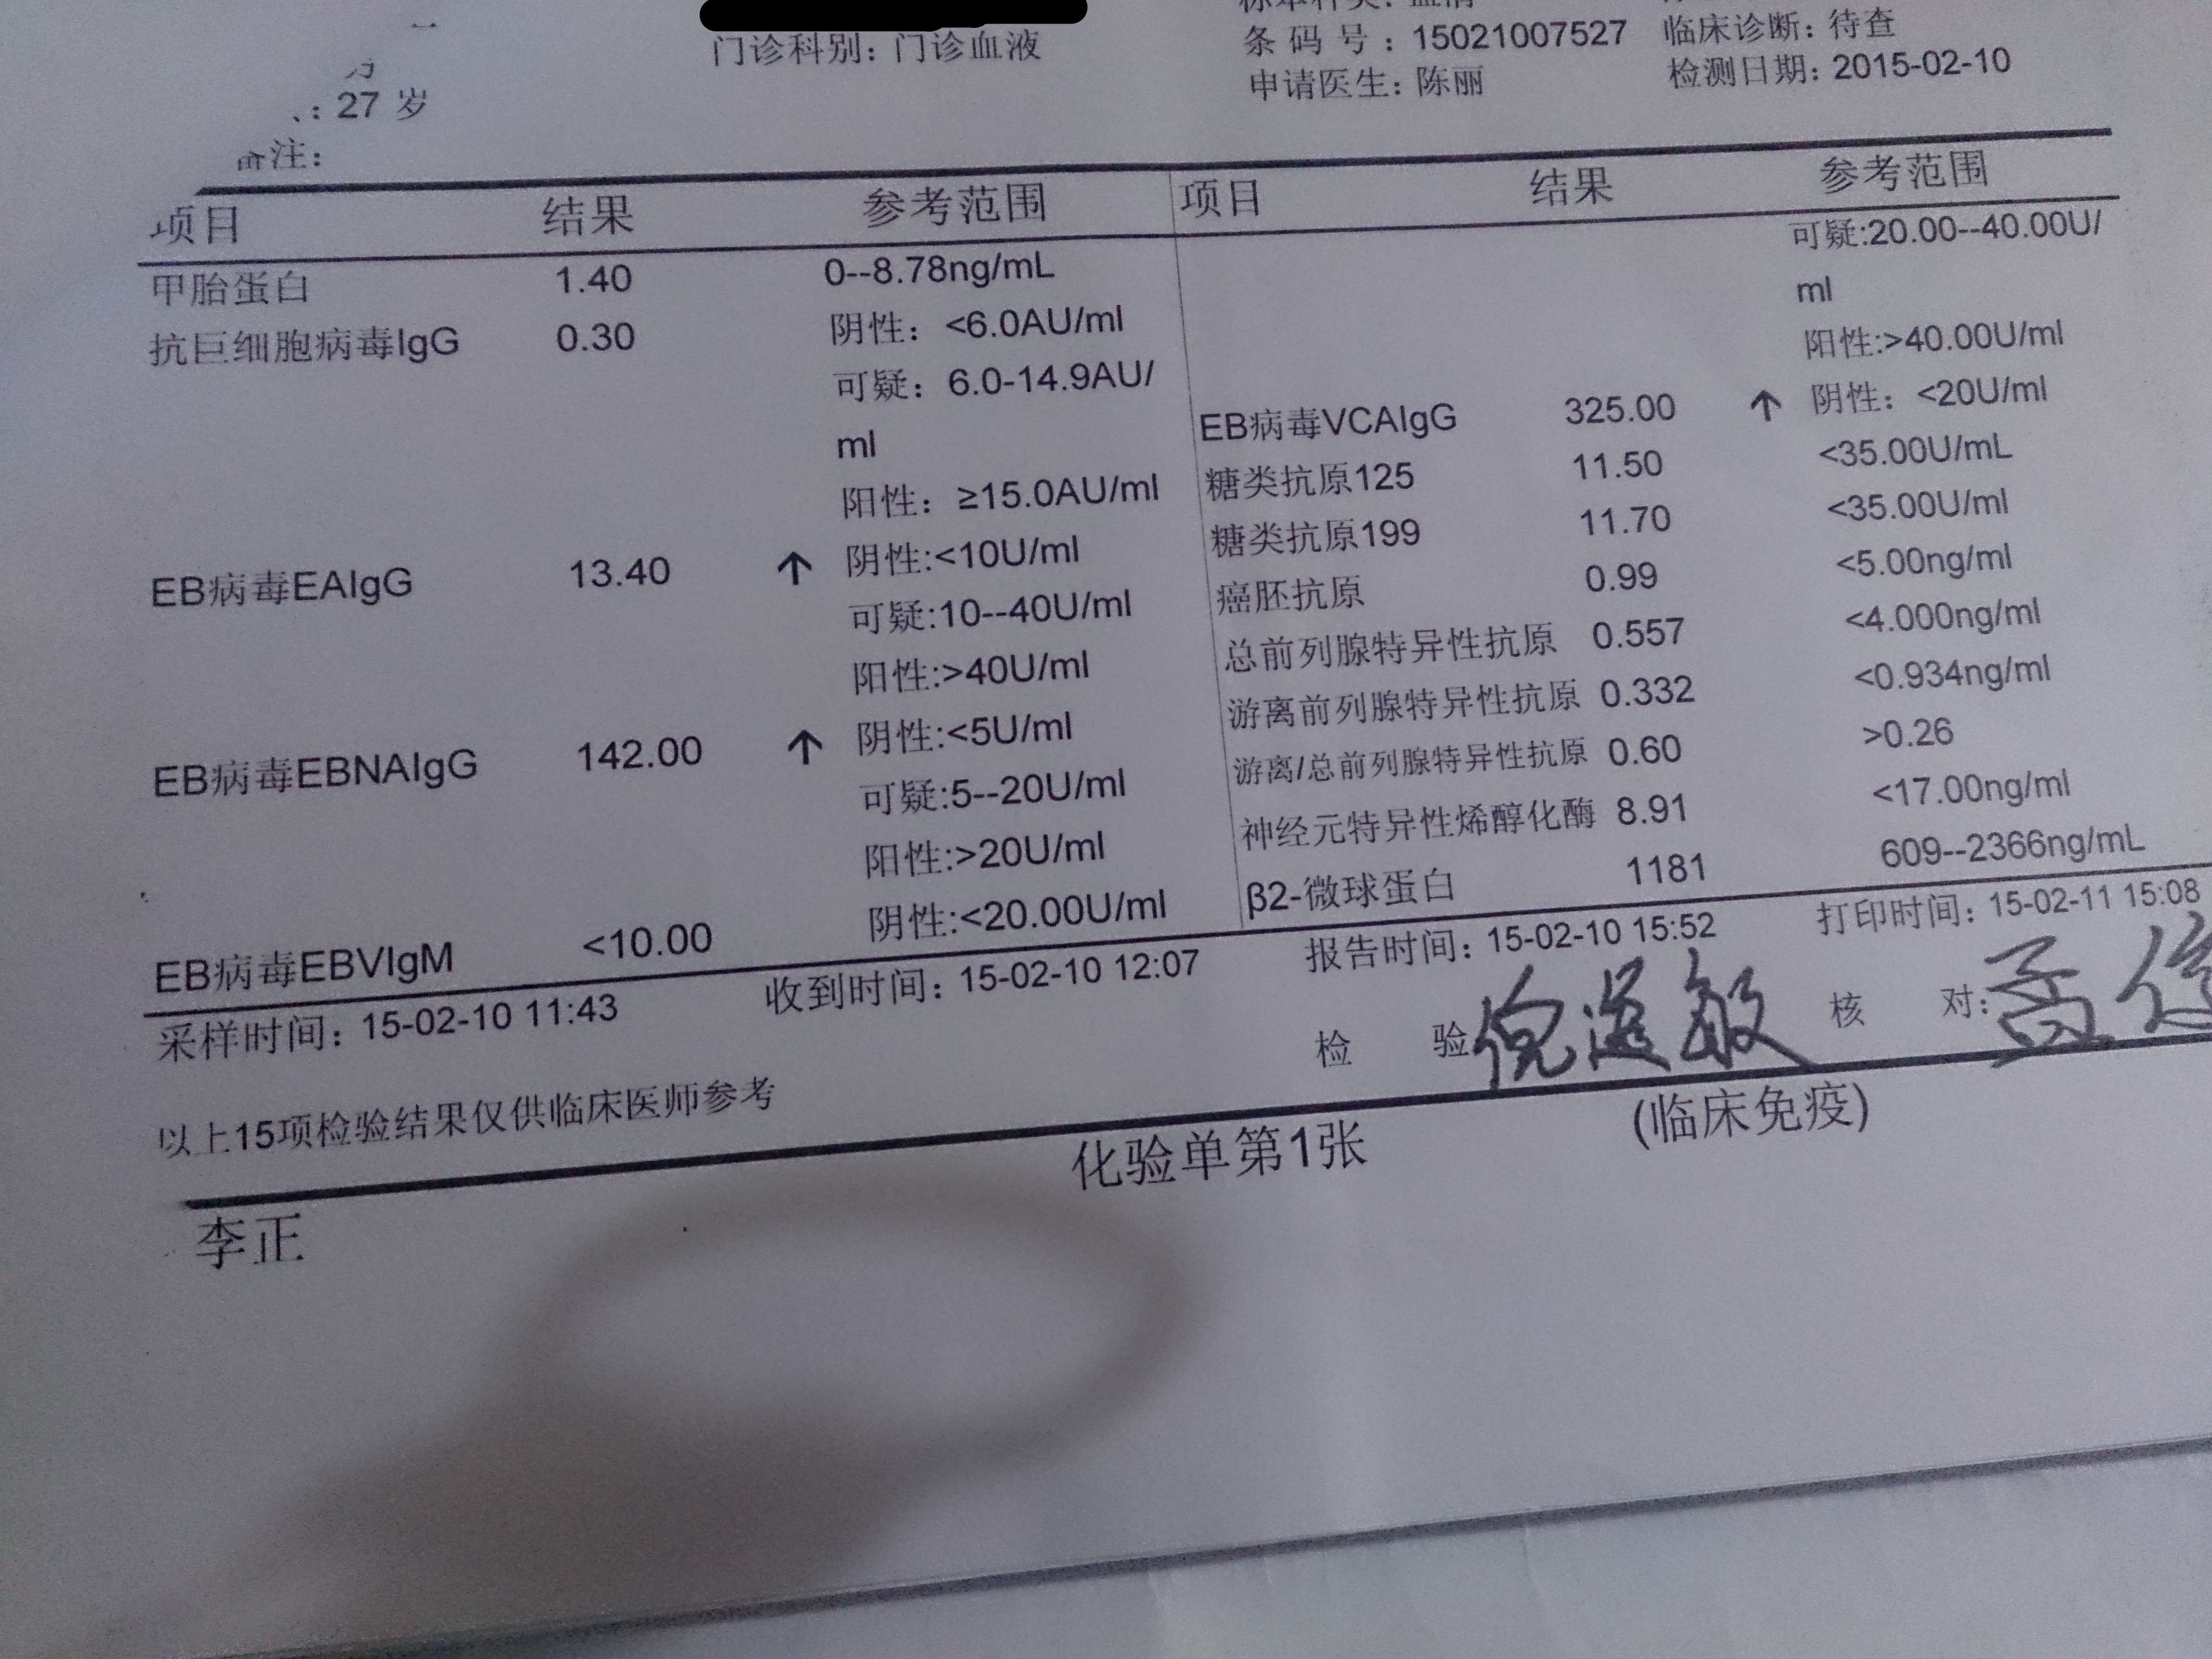 门诊科别：门诊血液
条 码 号 ：15021007527 临床诊断：待查
：27 岁
申请医生：陈丽 检测日期：2015-02-10
备注：
项目 结果 参考范围 项目 结果 参考范围
甲胎蛋白 1.40 0--8.78ng/mL
抗巨细胞病毒IgG 0.30 阴性：<6.0AU/ml
可疑：6.0-14.9AU/
ml
阳性：≥15.0AU/ml
EB病毒EAIgG 13.40 ↑ 阴性:<10U/ml
可疑:10--40U/ml
阳性:>40U/ml
EB病毒EBNAIgG 142.00 ↑ 阴性:<5U/ml
可疑:5--20U/ml
阳性:>20U/ml
EB病毒EBVIgM <10.00 阴性:<20.00U/ml
可疑:20.00--40.00U/
ml
阳性:>40.00U/ml
EB病毒VCAIgG 325.00 ↑ 阴性：<20U/ml
糖类抗原125 11.50 <35.00U/mL
糖类抗原199 11.70 <35.00U/ml
癌胚抗原 0.99 <5.00ng/ml
总前列腺特异性抗原 0.557 <4.000ng/ml
游离前列腺特异性抗原 0.332 <0.934ng/ml
游离/总前列腺特异性抗原 0.60 >0.26
神经元特异性烯醇化酶 8.91 <17.00ng/ml
β2-微球蛋白 1181 609--2366ng/mL
采样时间：15-02-10 11:43 收到时间：15-02-10 12:07 报告时间：15-02-10 15:52 打印时间：15-02-11 15:08
检 验 核 对:
以上15项检验结果仅供临床医师参考
化验单第1张 (临床免疫)
李正